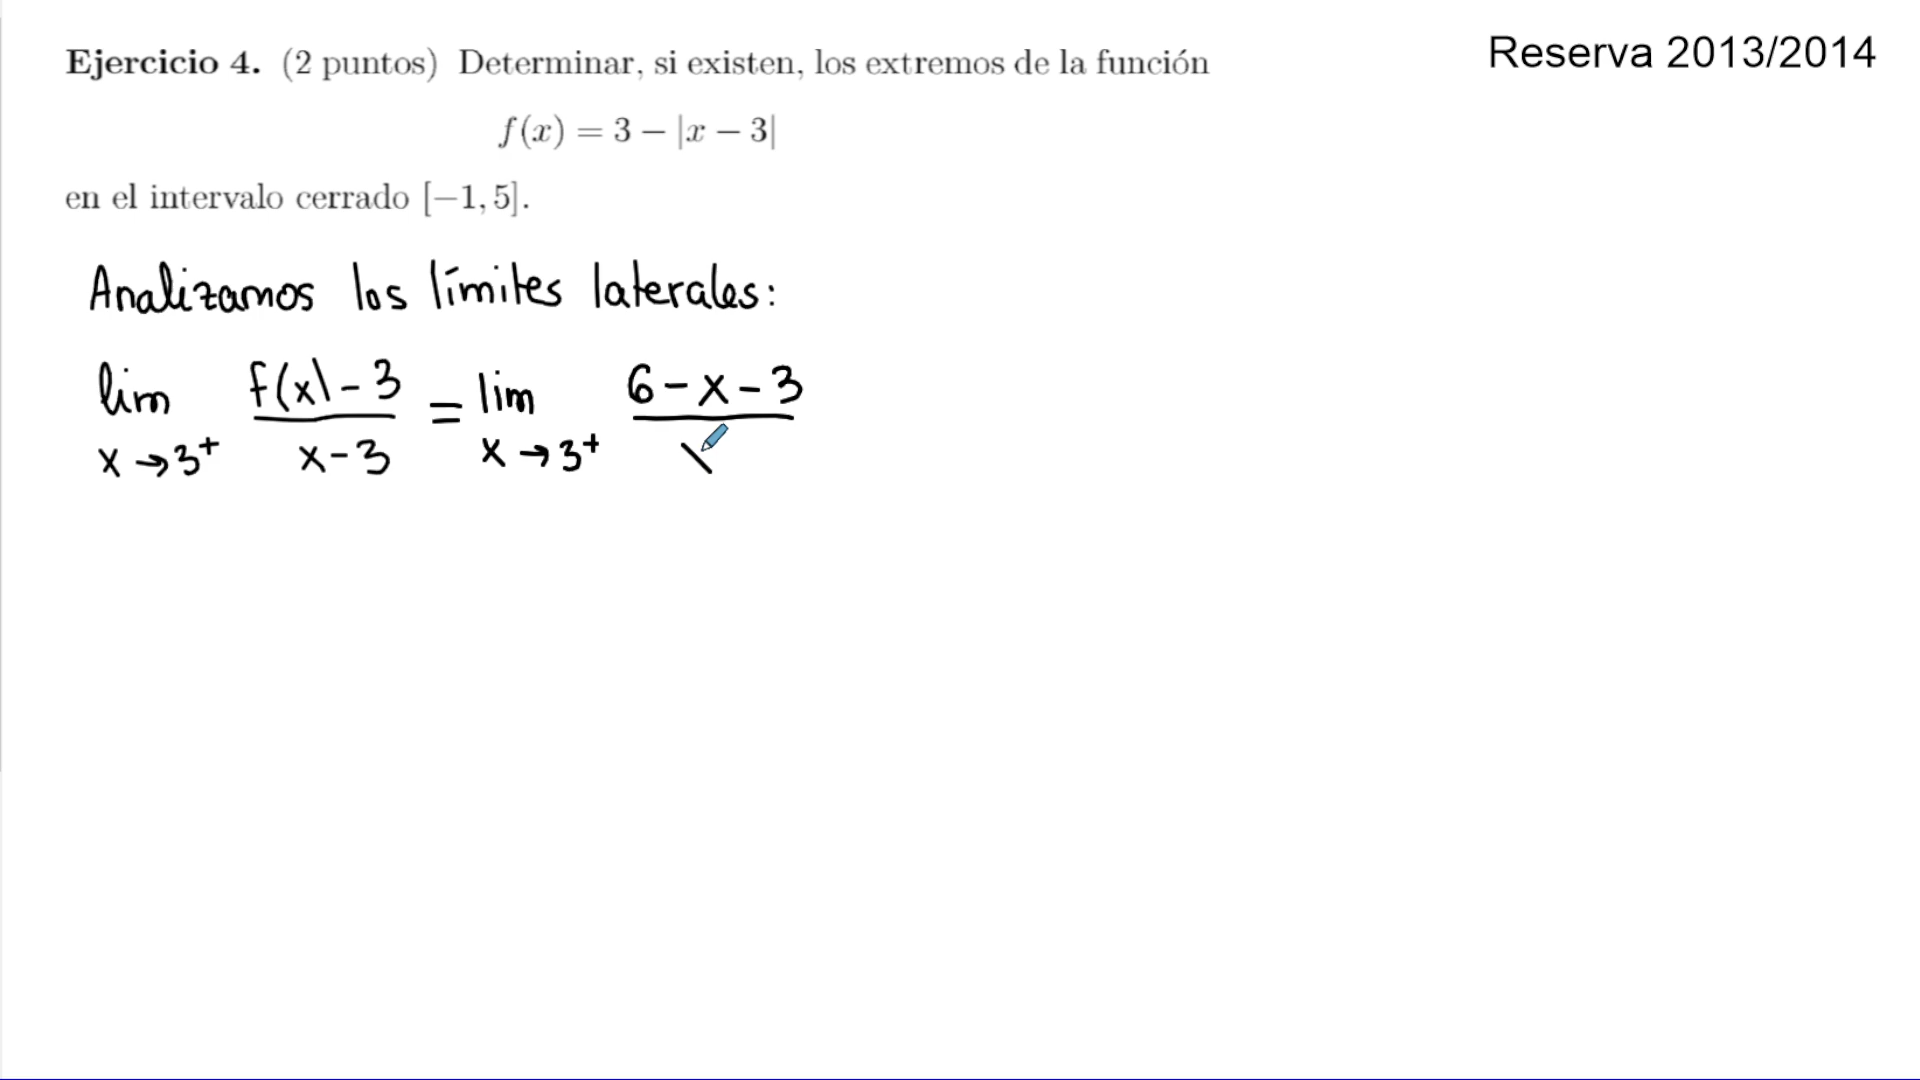 Ejercicio 4. (2 puntos) Determinar, si existen, los extremos de la función
Reserva 2013/2014
f(x) = 3 − |x − 3|
en el intervalo cerrado [−1, 5].
Analizamos los límites laterales:
lim f(x) - 3 = lim 6 - x - 3
x → 3⁺ x - 3 x → 3⁺